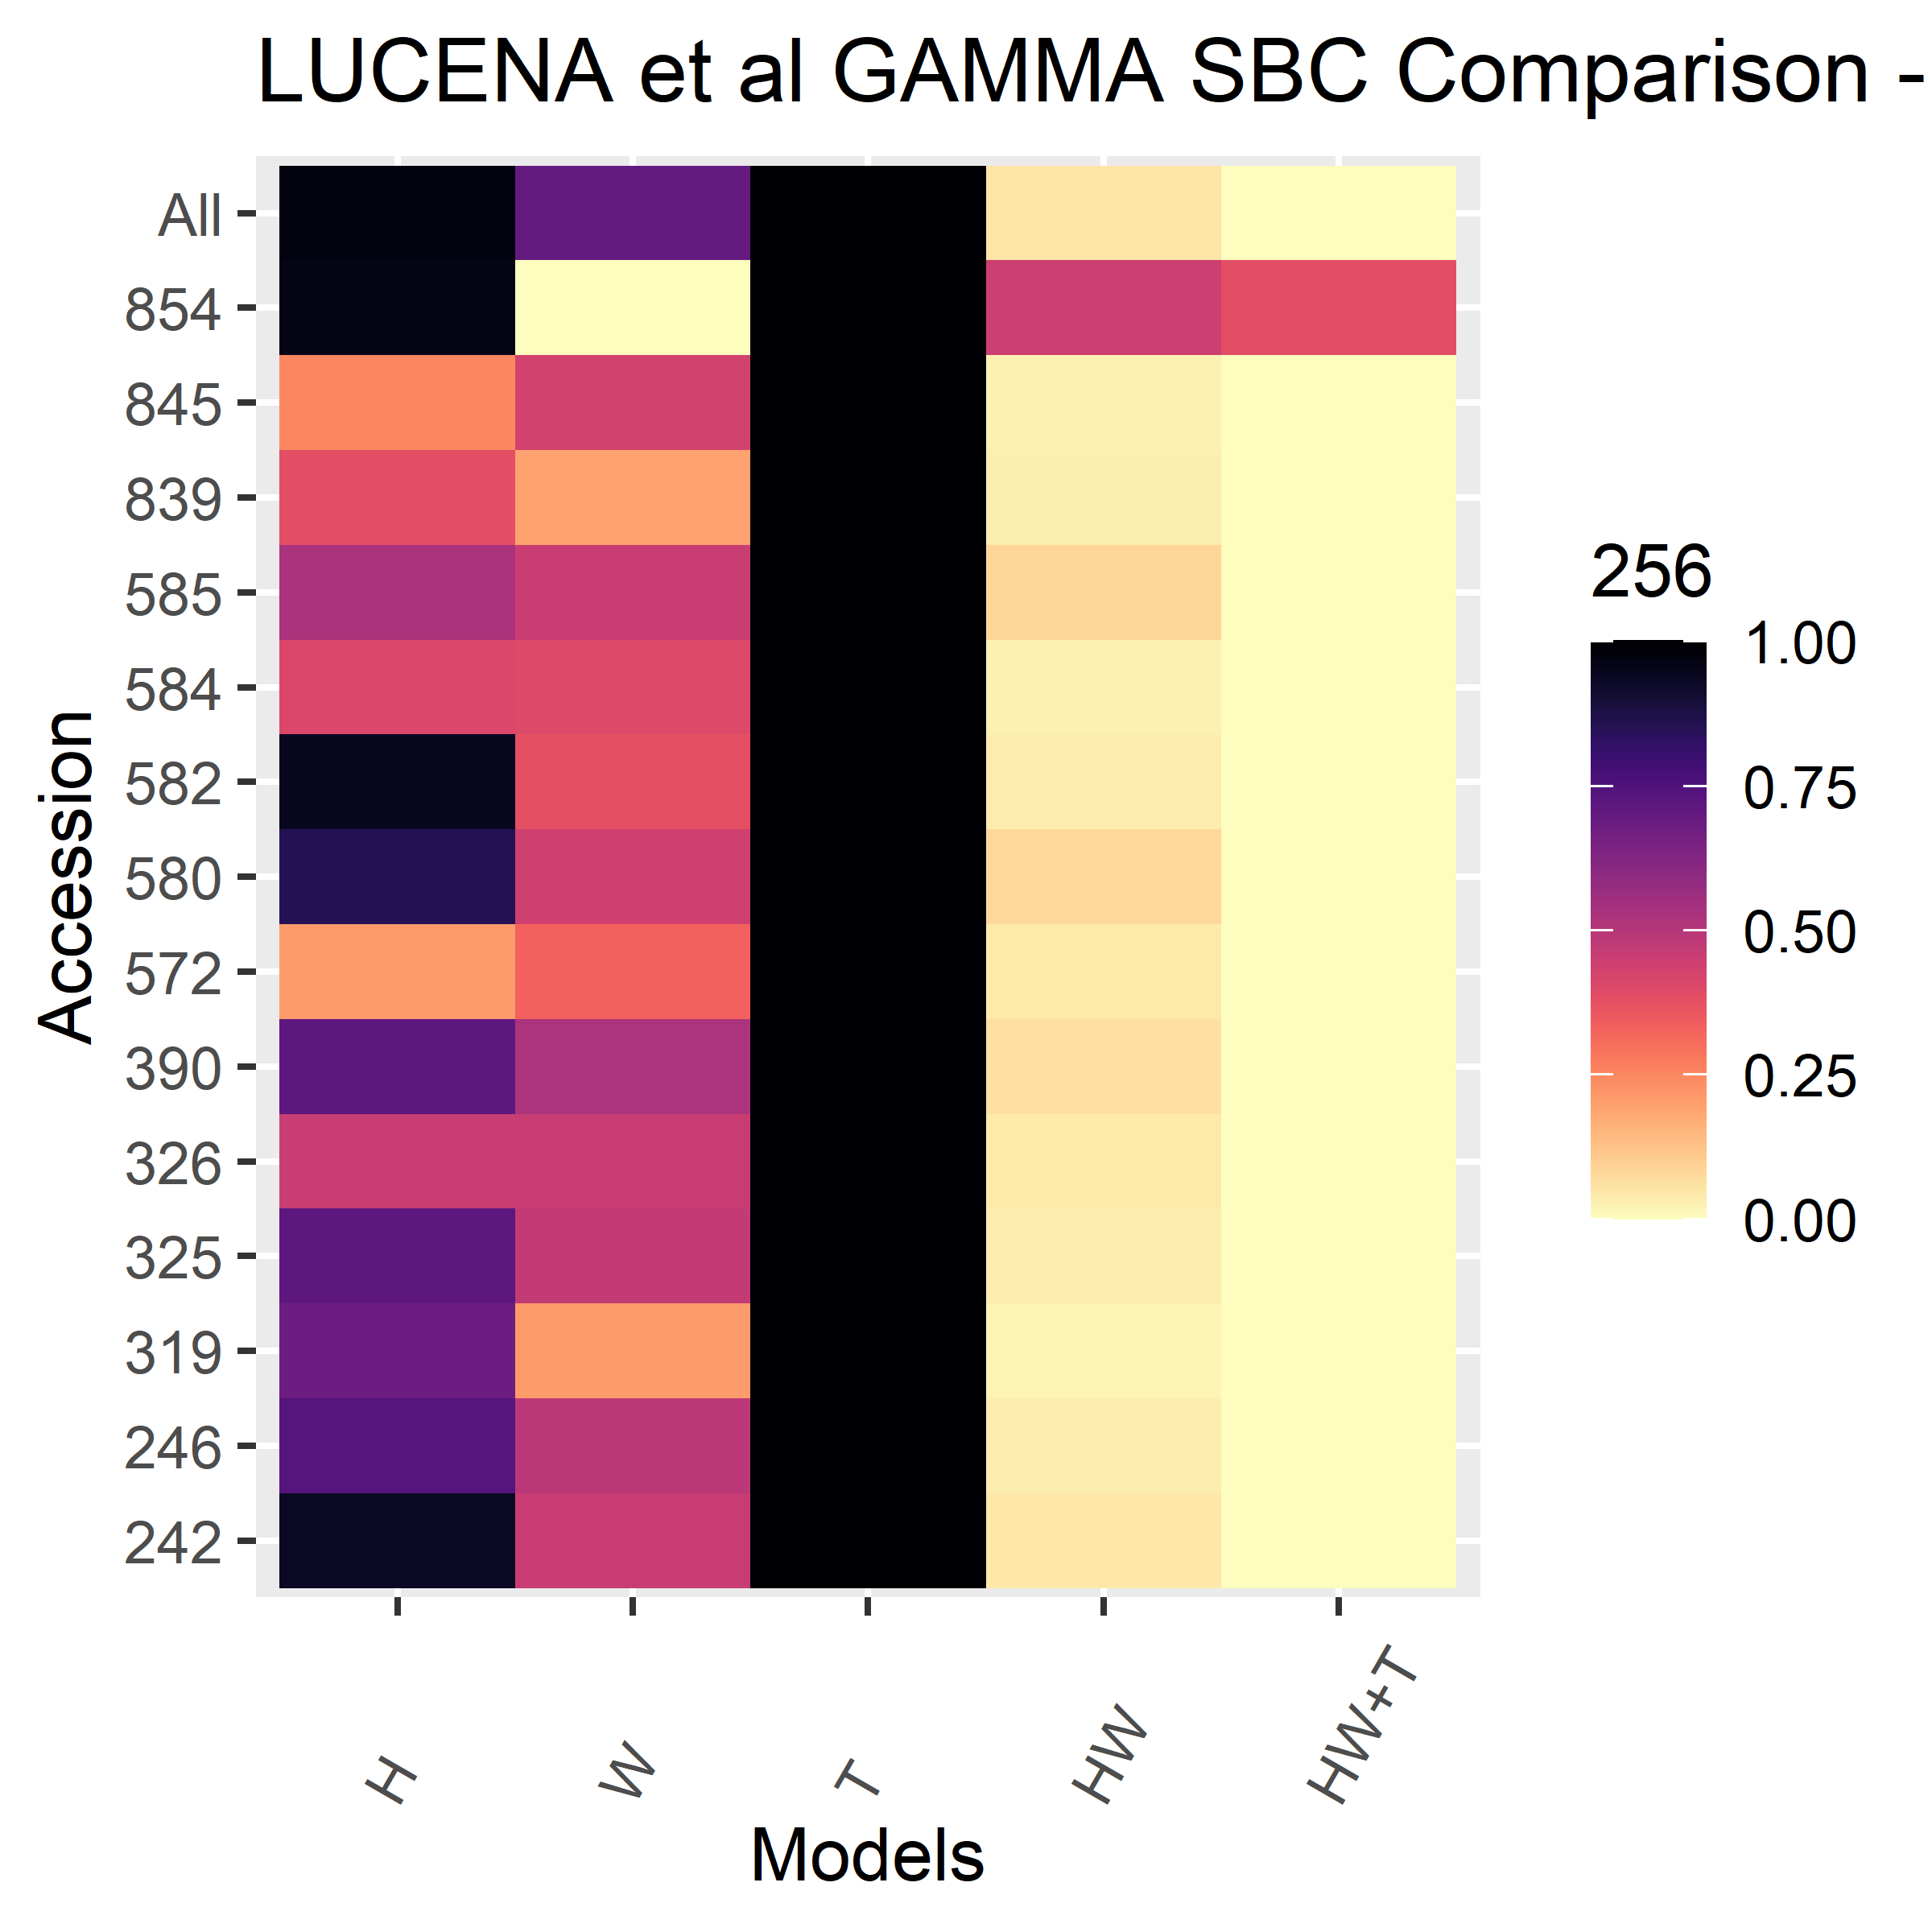 LUCENA et al GAMMA SBC Comparison -
All
854
845
839
585
584
582
580
572
390
326
325
319
246
242
Accession
H
W
T
HW
HW+T
Models
256
1.00
0.75
0.50
0.25
0.00